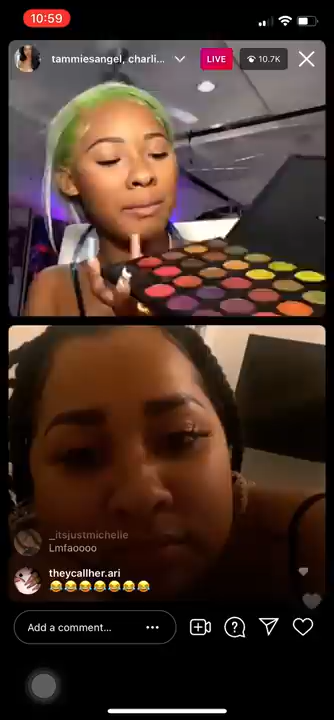 10:59
tammiesangel, charli...
LIVE
10.7K
_itsjustmichelle
Lmfaoooo
theycallher.ari
😂😂😂😂😂😂😂
Add a comment...